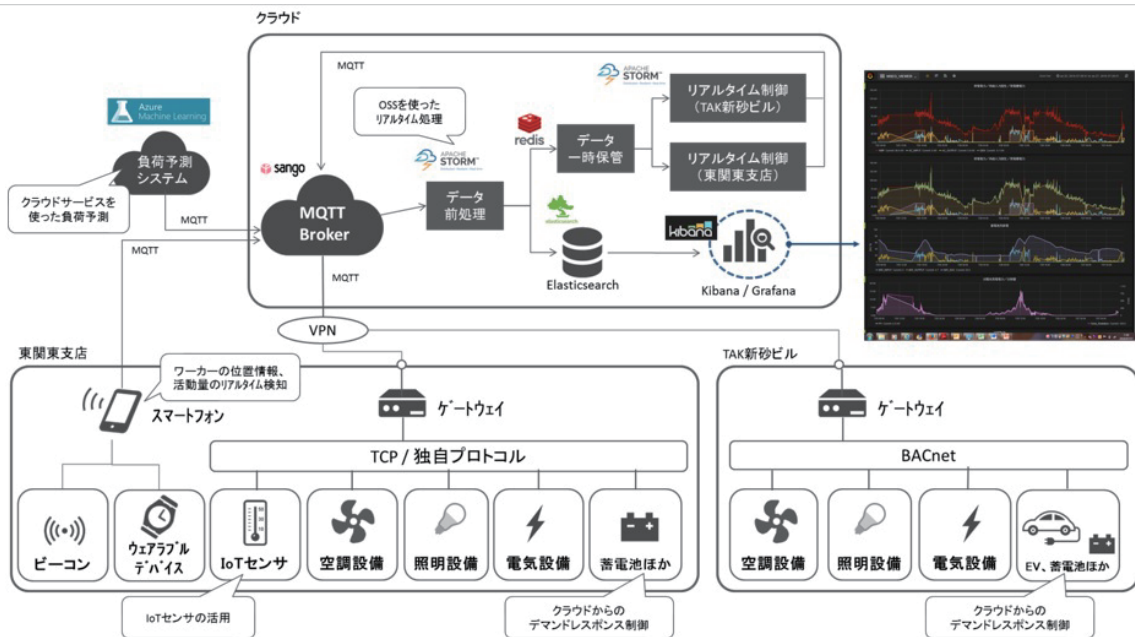 クラウド
MQTT
APACHE
STORM™
リアルタイム制御
（TAK新砂ビル）
Azure
Machine Learning
OSSを使った
リアルタイム処理
redis
データ
一時保管
負荷予測
システム
sango
APACHE
STORM™
リアルタイム制御
（東関東支店）
クラウドサービスを
使った負荷予測
MQTT
Broker
データ
前処理
elasticsearch
kibana
MQTT
MQTT
MQTT
Elasticsearch
Kibana / Grafana
VPN
東関東支店
TAK新砂ビル
ワーカーの位置情報、
活動量のリアルタイム検知
スマートフォン
ゲートウェイ
ゲートウェイ
TCP / 独自プロトコル
BACnet
ビーコン
ウェアラブル
デバイス
IoTセンサ
空調設備
照明設備
電気設備
蓄電池ほか
空調設備
照明設備
電気設備
EV、蓄電池ほか
IoTセンサの活用
クラウドからの
デマンドレスポンス制御
クラウドからの
デマンドレスポンス制御